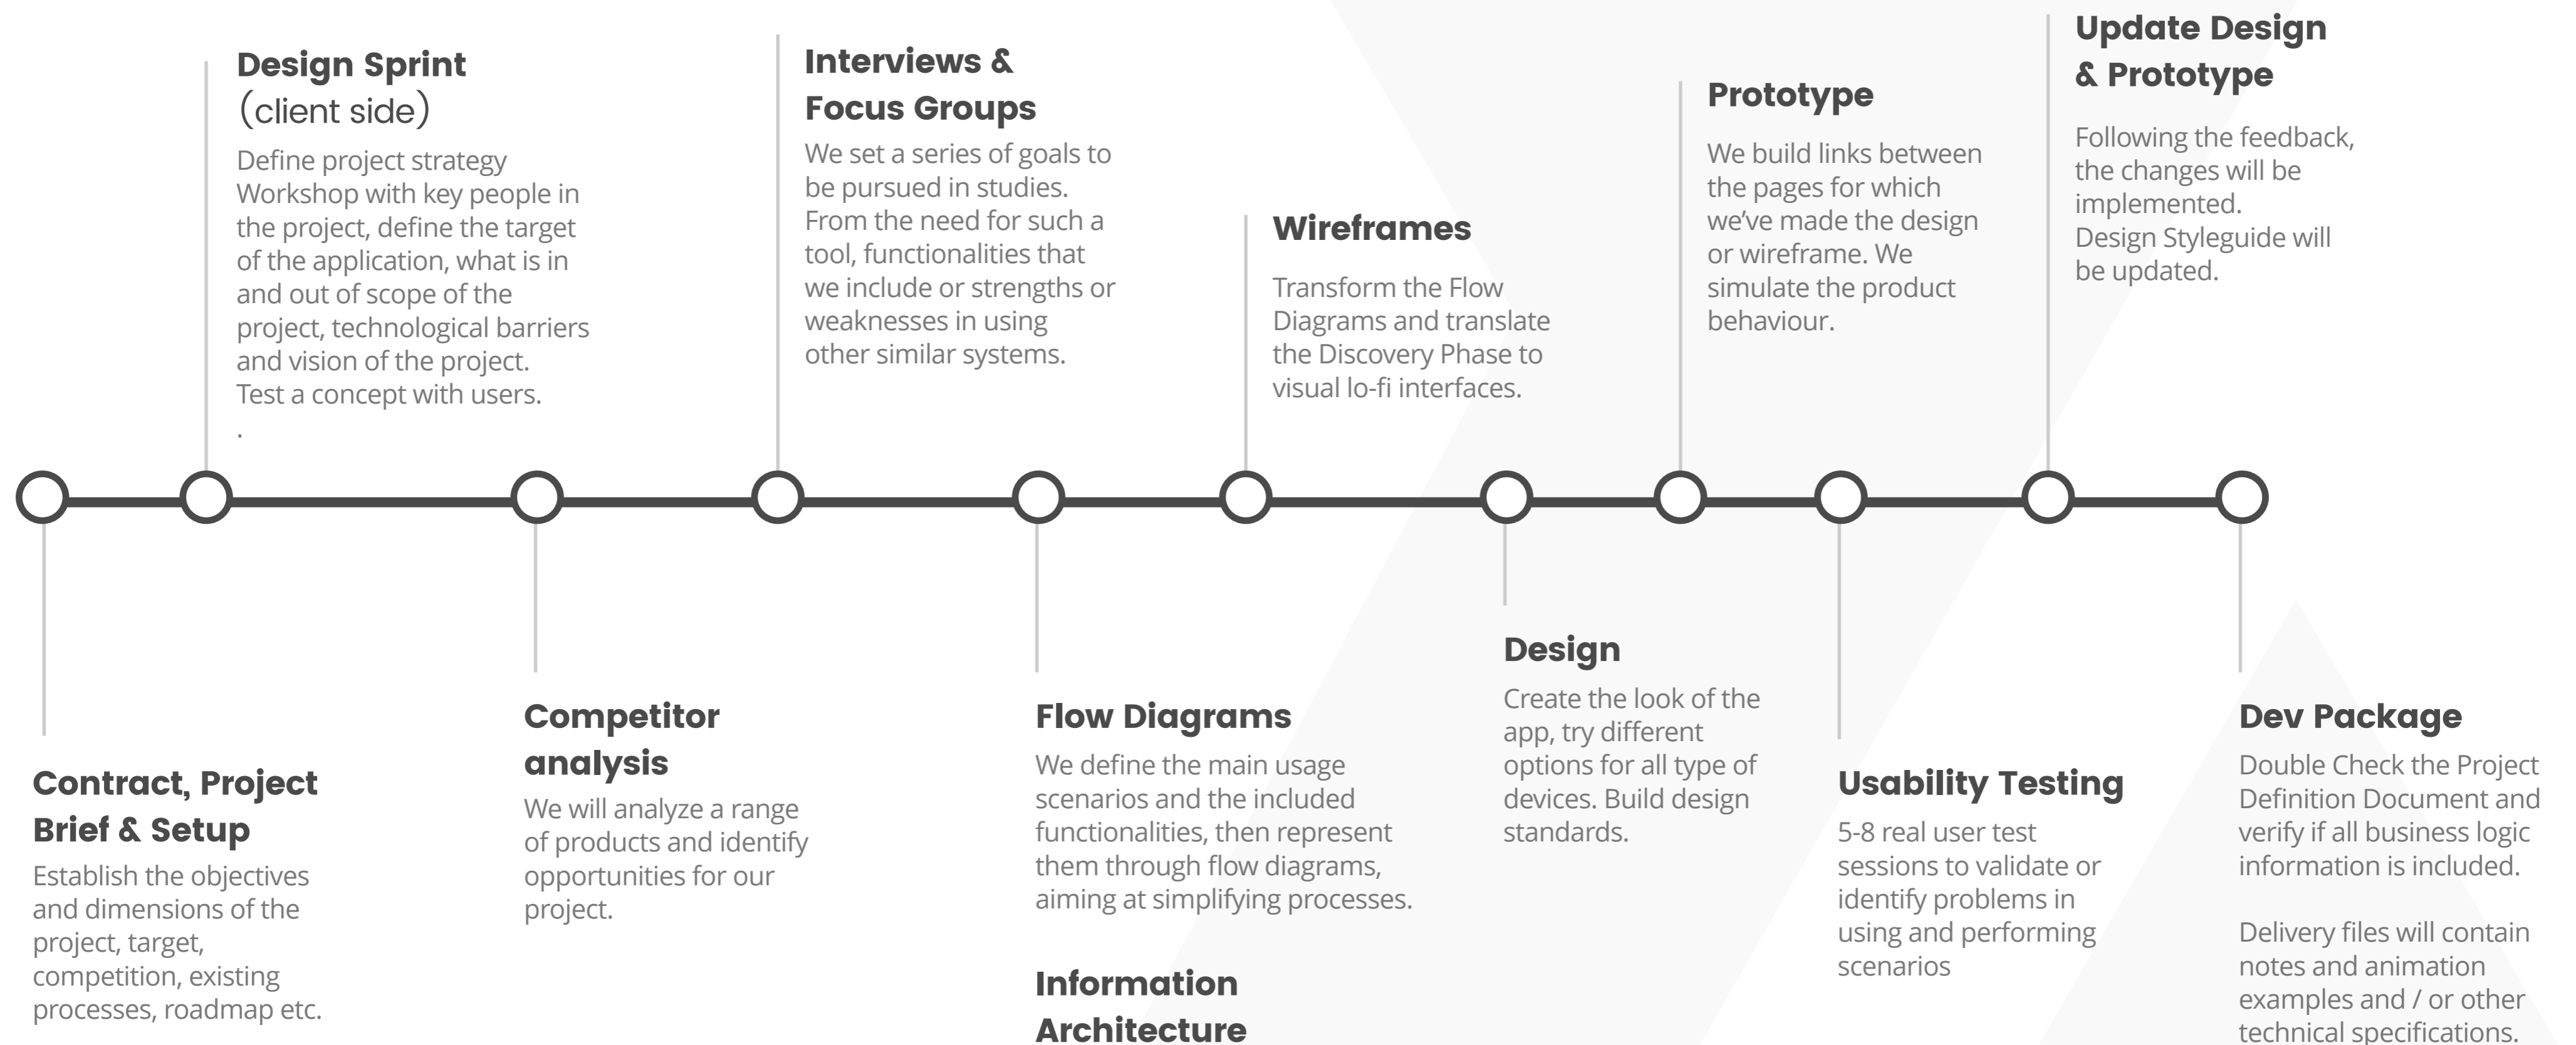 Design Sprint
(client side)
Define project strategy
Workshop with key people in
the project, define the target
of the application, what is in
and out of scope of the
project, technological barriers
and vision of the project.
Test a concept with users.
.
Interviews &
Focus Groups
We set a series of goals to
be pursued in studies.
From the need for such a
tool, functionalities that
we include or strengths or
weaknesses in using
other similar systems.
Wireframes
Transform the Flow
Diagrams and translate
the Discovery Phase to
visual lo-fi interfaces.
Prototype
We build links between
the pages for which
we’ve made the design
or wireframe. We
simulate the product
behaviour.
Update Design
& Prototype
Following the feedback,
the changes will be
implemented.
Design Styleguide will
be updated.
Contract, Project
Brief & Setup
Establish the objectives
and dimensions of the
project, target,
competition, existing
processes, roadmap etc.
Competitor
analysis
We will analyze a range
of products and identify
opportunities for our
project.
Flow Diagrams
We define the main usage
scenarios and the included
functionalities, then represent
them through flow diagrams,
aiming at simplifying processes.
Information
Architecture
Design
Create the look of the
app, try different
options for all type of
devices. Build design
standards.
Usability Testing
5-8 real user test
sessions to validate or
identify problems in
using and performing
scenarios
Dev Package
Double Check the Project
Definition Document and
verify if all business logic
information is included.
Delivery files will contain
notes and animation
examples and / or other
technical specifications.